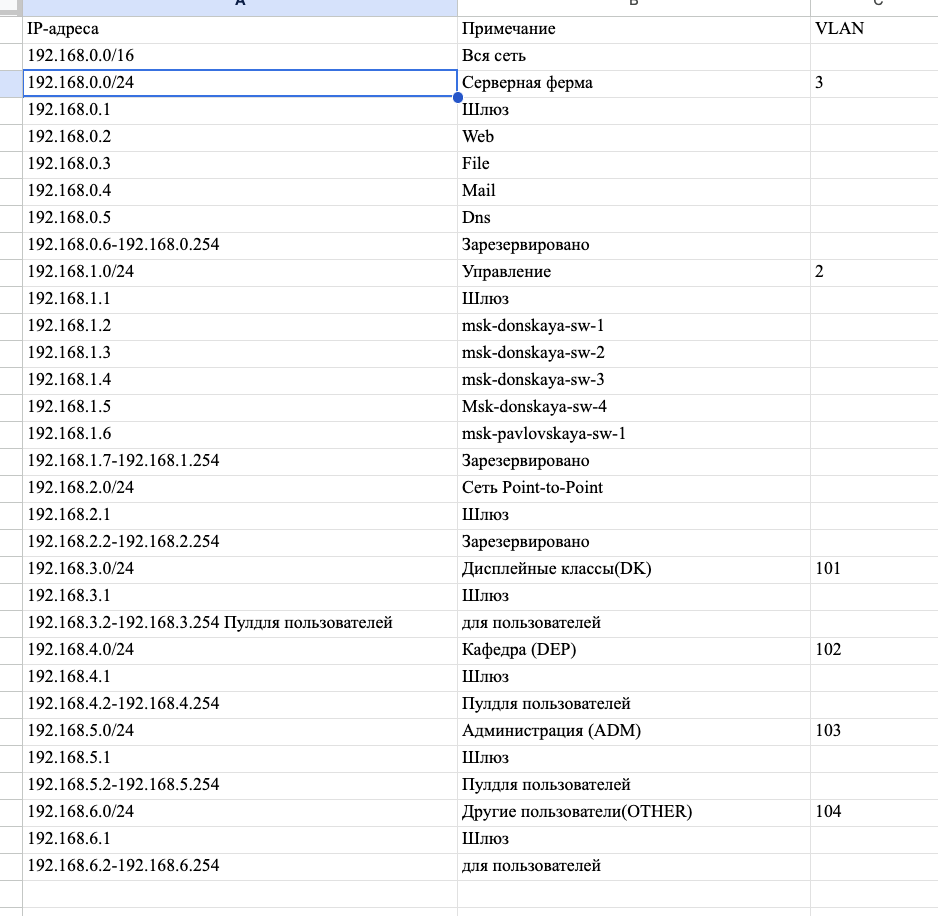 A B C
IP-адреса Примечание VLAN
192.168.0.0/16 Вся сеть
192.168.0.0/24 Серверная ферма 3
192.168.0.1 Шлюз
192.168.0.2 Web
192.168.0.3 File
192.168.0.4 Mail
192.168.0.5 Dns
192.168.0.6-192.168.0.254 Зарезервировано
192.168.1.0/24 Управление 2
192.168.1.1 Шлюз
192.168.1.2 msk-donskaya-sw-1
192.168.1.3 msk-donskaya-sw-2
192.168.1.4 msk-donskaya-sw-3
192.168.1.5 Msk-donskaya-sw-4
192.168.1.6 msk-pavlovskaya-sw-1
192.168.1.7-192.168.1.254 Зарезервировано
192.168.2.0/24 Сеть Point-to-Point
192.168.2.1 Шлюз
192.168.2.2-192.168.2.254 Зарезервировано
192.168.3.0/24 Дисплейные классы(DK) 101
192.168.3.1 Шлюз
192.168.3.2-192.168.3.254 Пулдля пользователей для пользователей
192.168.4.0/24 Кафедра (DEP) 102
192.168.4.1 Шлюз
192.168.4.2-192.168.4.254 Пулдля пользователей
192.168.5.0/24 Администрация (ADM) 103
192.168.5.1 Шлюз
192.168.5.2-192.168.5.254 Пулдля пользователей
192.168.6.0/24 Другие пользователи(OTHER) 104
192.168.6.1 Шлюз
192.168.6.2-192.168.6.254 для пользователей